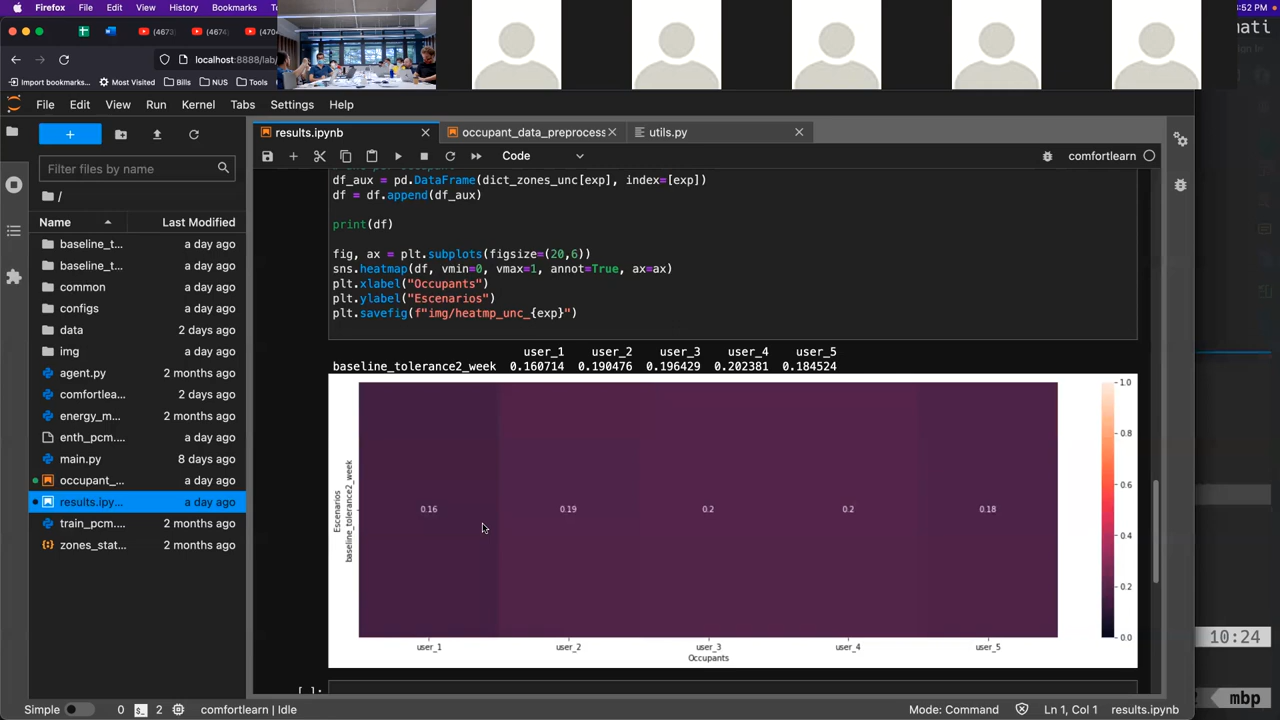 Firefox File Edit View History Bookmarks
:52 PM
(4673)
(4674)
(4704
localhost:8888/lab/
Import bookmarks... Most Visited Bills NUS Tools
File Edit View Run Kernel Tabs Settings Help
results.ipynb
occupant_data_preprocess
utils.py
Code
comfortlearn
Filter files by name
/
Name Last Modified
baseline_t... a day ago
baseline_t... a day ago
common a day ago
configs a day ago
data 2 days ago
img a day ago
agent.py 2 months ago
comfortlea... 2 days ago
energy_m... 2 months ago
enth_pcm.... a day ago
main.py 8 days ago
occupant_... a day ago
results.ipy... a day ago
train_pcm.... 2 months ago
zones_stat... 2 months ago
df_aux = pd.DataFrame(dict_zones_unc[exp], index=[exp])
df = df.append(df_aux)
print(df)
fig, ax = plt.subplots(figsize=(20,6))
sns.heatmap(df, vmin=0, vmax=1, annot=True, ax=ax)
plt.xlabel("Occupants")
plt.ylabel("Escenarios")
plt.savefig(f"img/heatmp_unc_{exp}")
user_1 user_2 user_3 user_4 user_5
baseline_tolerance2_week 0.160714 0.190476 0.196429 0.202381 0.184524
Escenarios
baseline_tolerance2_week
0.16 0.19 0.2 0.2 0.18
1.0
0.8
0.6
0.4
0.2
0.0
user_1 user_2 user_3 user_4 user_5
Occupants
[ ]:
10:24
mbp
Simple 0 2 comfortlearn | Idle
Mode: Command Ln 1, Col 1 results.ipynb